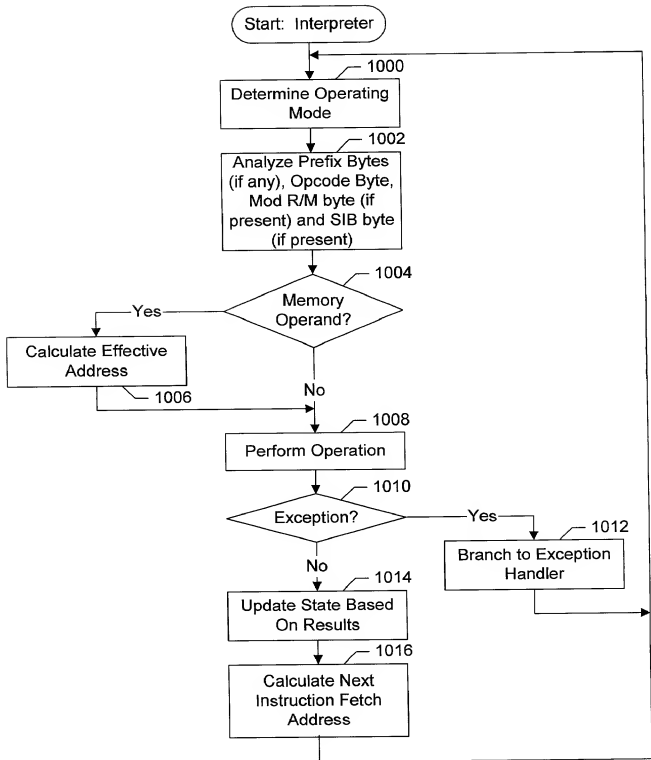 Start: Interpreter
1000
Determine Operating
Mode
1002
Analyze Prefix Bytes
(if any), Opcode Byte,
Mod R/M byte (if
present) and SIB byte
(if present)
1004
Memory
Operand?
Yes
Calculate Effective
Address
1006
No
1008
Perform Operation
1010
Exception?
Yes
1012
Branch to Exception
Handler
No
1014
Update State Based
On Results
1016
Calculate Next
Instruction Fetch
Address